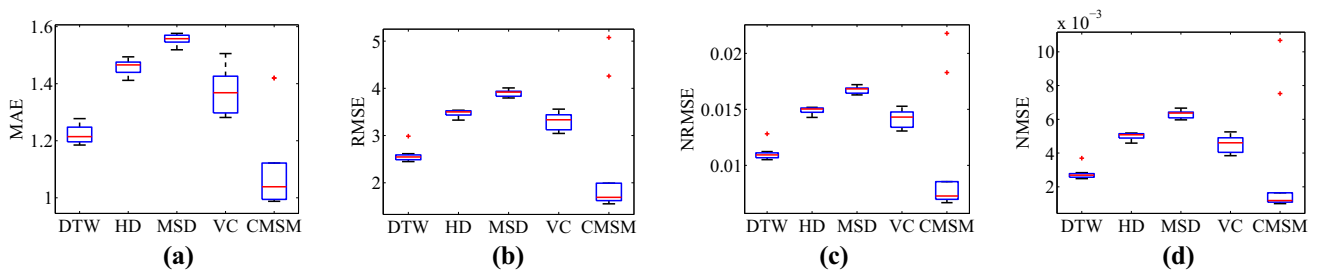 MAE
1.6
1.4
1.2
1
DTW HD MSD VC CMSM
(a)
RMSE
5
4
3
2
DTW HD MSD VC CMSM
(b)
NRMSE
0.02
0.015
0.01
DTW HD MSD VC CMSM
(c)
x 10⁻³
NMSE
10
8
6
4
2
DTW HD MSD VC CMSM
(d)